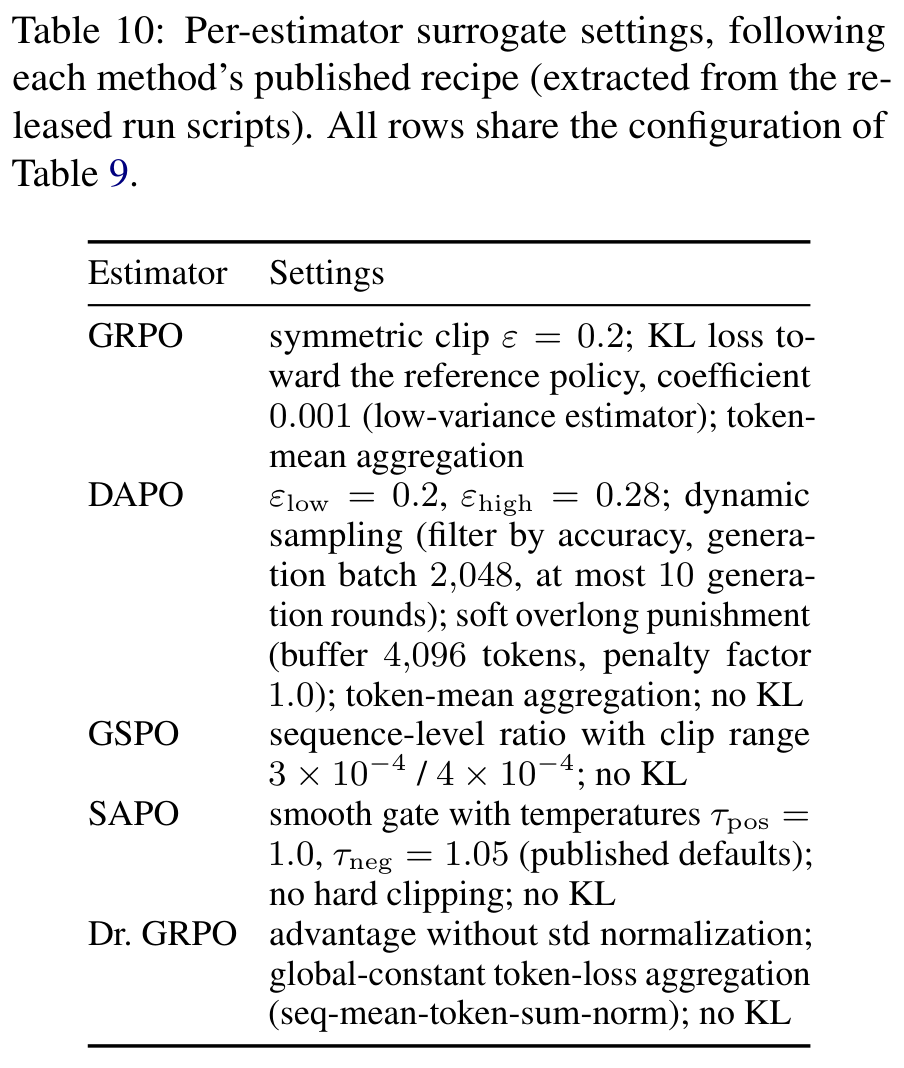 Table 10: Per-estimator surrogate settings, following
each method's published recipe (extracted from the re-
leased run scripts). All rows share the configuration of
Table 9.
Estimator Settings
GRPO symmetric clip ε = 0.2; KL loss to-
ward the reference policy, coefficient
0.001 (low-variance estimator); token-
mean aggregation
DAPO ε_low = 0.2, ε_high = 0.28; dynamic
sampling (filter by accuracy, genera-
tion batch 2,048, at most 10 genera-
tion rounds); soft overlong punishment
(buffer 4,096 tokens, penalty factor
1.0); token-mean aggregation; no KL
GSPO sequence-level ratio with clip range
3 × 10⁻⁴ / 4 × 10⁻⁴; no KL
SAPO smooth gate with temperatures τ_pos =
1.0, τ_neg = 1.05 (published defaults);
no hard clipping; no KL
Dr. GRPO advantage without std normalization;
global-constant token-loss aggregation
(seq-mean-token-sum-norm); no KL